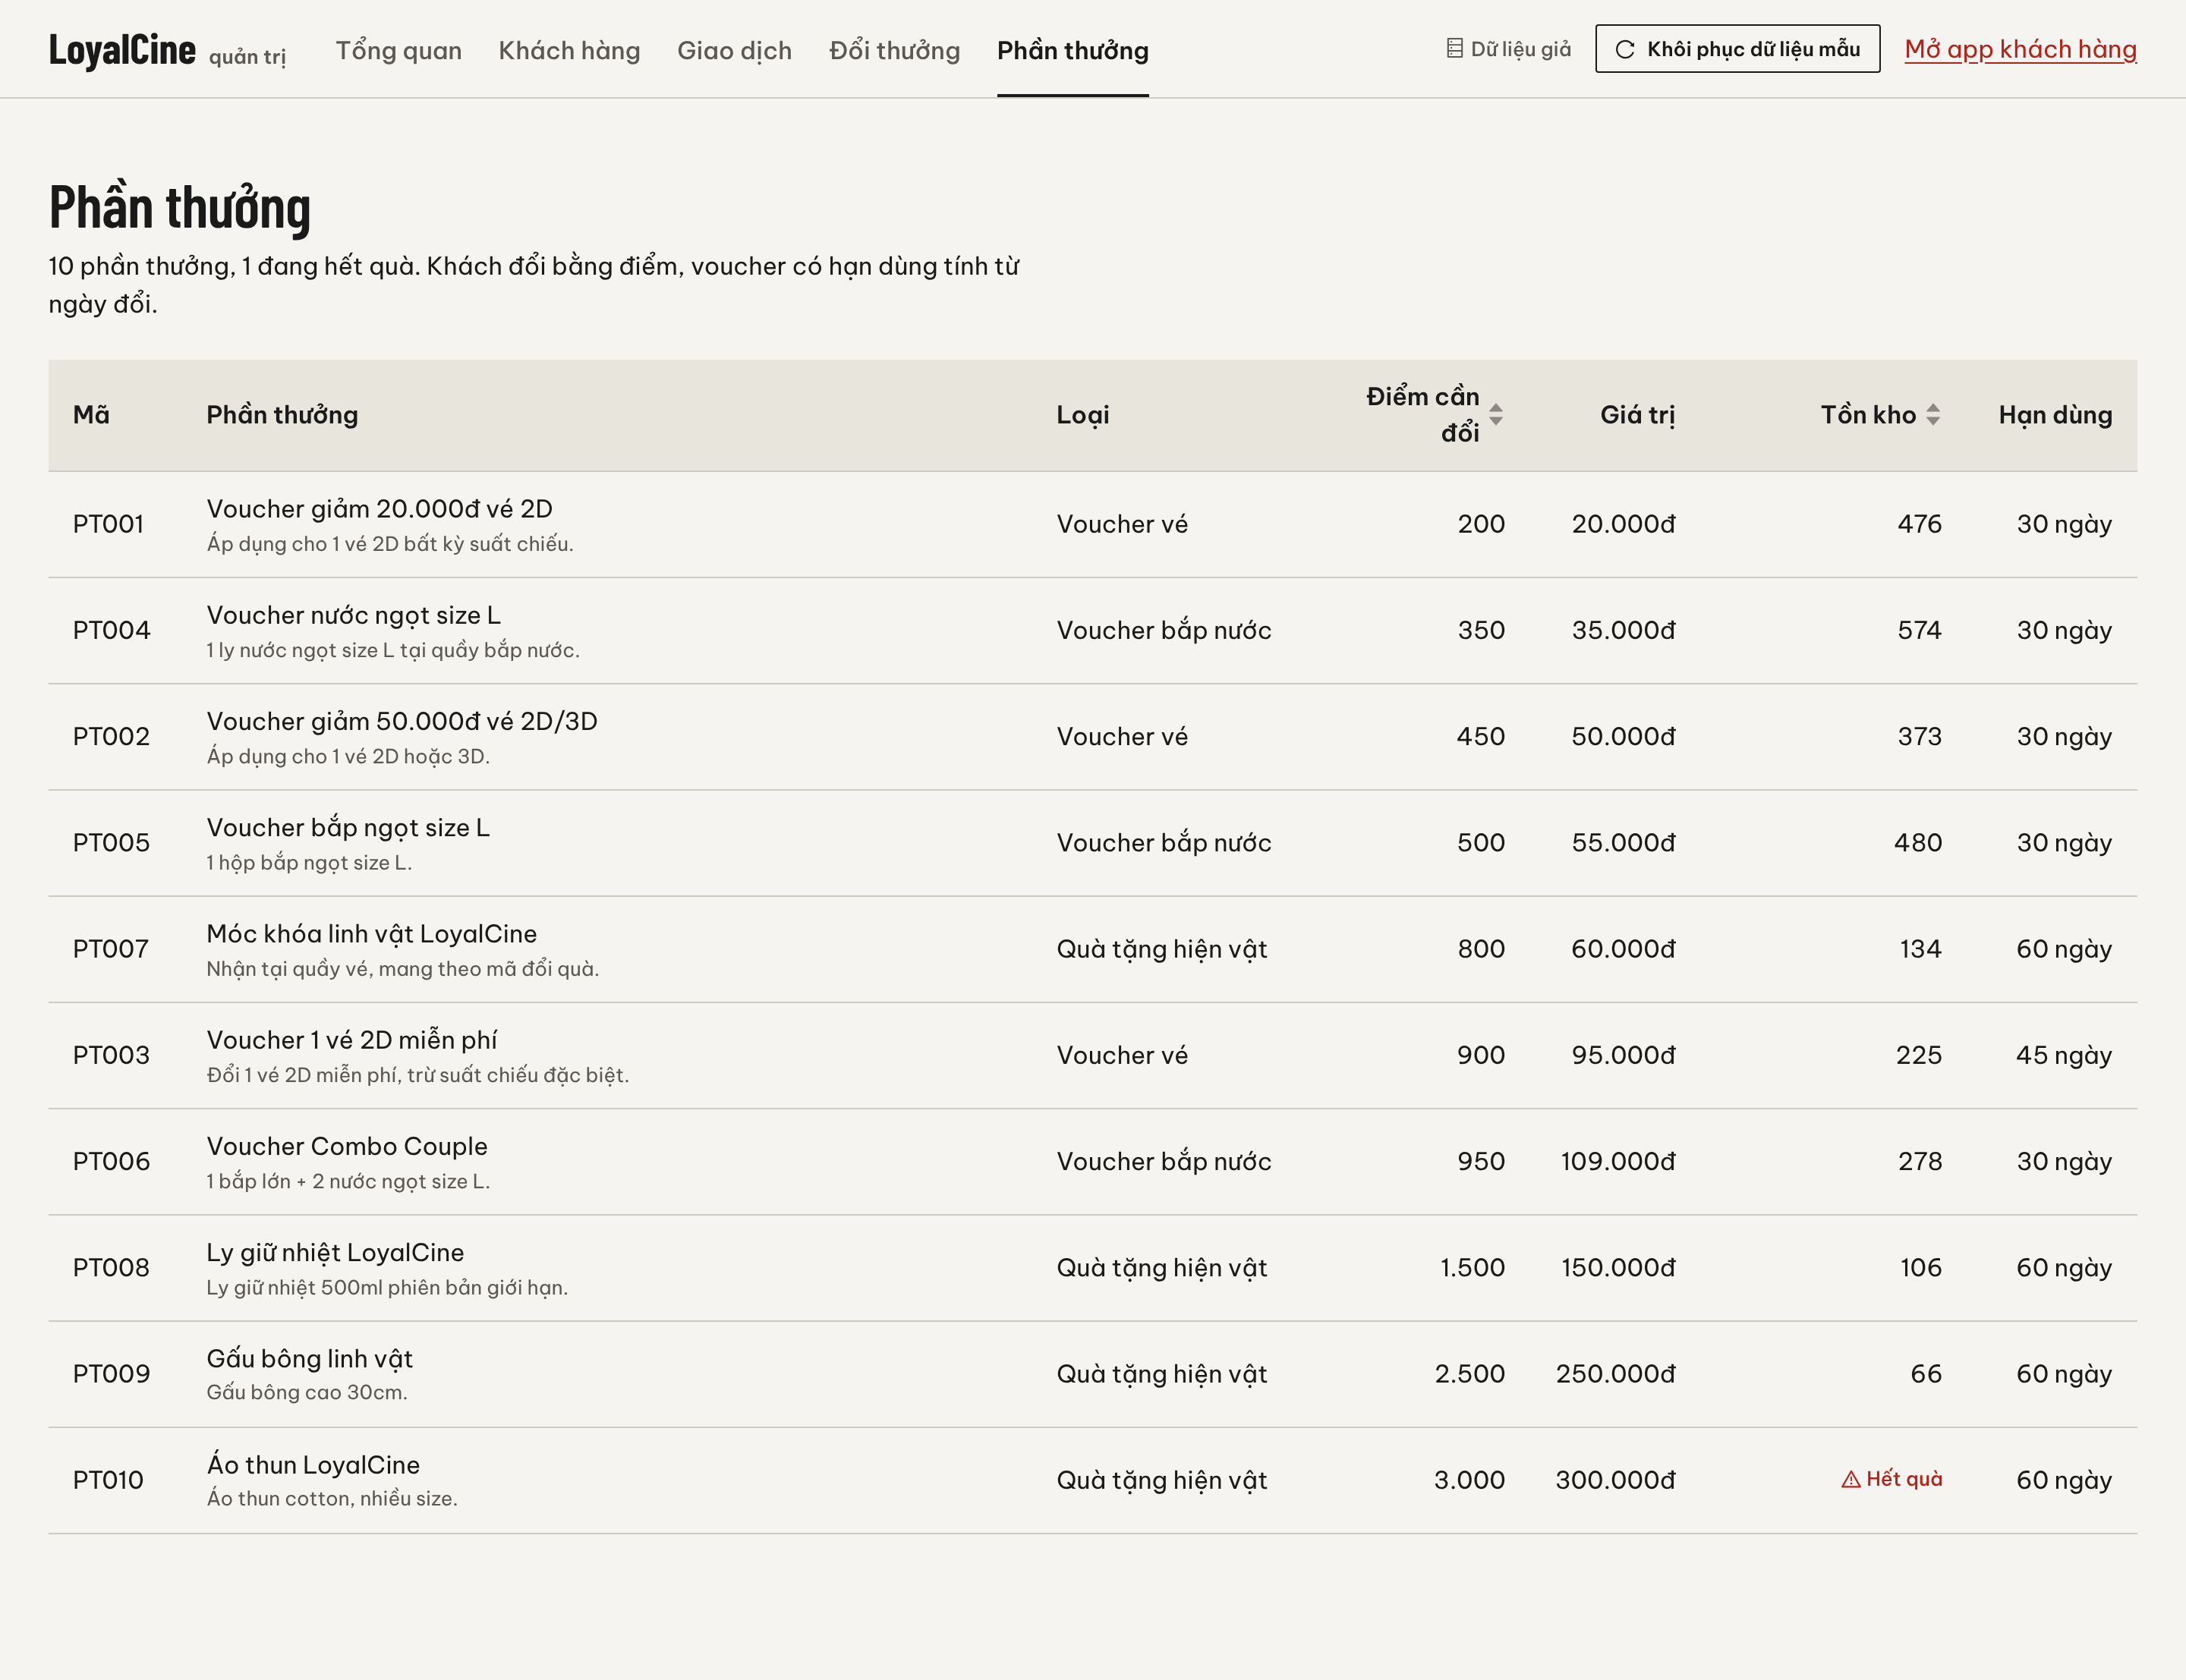 LoyalCine quản trị Tổng quan Khách hàng Giao dịch Đổi thưởng Phần thưởng Dữ liệu giả Khôi phục dữ liệu mẫu Mở app khách hàng
Phần thưởng
10 phần thưởng, 1 đang hết quà. Khách đổi bằng điểm, voucher có hạn dùng tính từ
ngày đổi.
Mã Phần thưởng Loại Điểm cần đổi Giá trị Tồn kho Hạn dùng
PT001 Voucher giảm 20.000đ vé 2D Voucher vé 200 20.000đ 476 30 ngày
Áp dụng cho 1 vé 2D bất kỳ suất chiếu.
PT004 Voucher nước ngọt size L Voucher bắp nước 350 35.000đ 574 30 ngày
1 ly nước ngọt size L tại quầy bắp nước.
PT002 Voucher giảm 50.000đ vé 2D/3D Voucher vé 450 50.000đ 373 30 ngày
Áp dụng cho 1 vé 2D hoặc 3D.
PT005 Voucher bắp ngọt size L Voucher bắp nước 500 55.000đ 480 30 ngày
1 hộp bắp ngọt size L.
PT007 Móc khóa linh vật LoyalCine Quà tặng hiện vật 800 60.000đ 134 60 ngày
Nhận tại quầy vé, mang theo mã đổi quà.
PT003 Voucher 1 vé 2D miễn phí Voucher vé 900 95.000đ 225 45 ngày
Đổi 1 vé 2D miễn phí, trừ suất chiếu đặc biệt.
PT006 Voucher Combo Couple Voucher bắp nước 950 109.000đ 278 30 ngày
1 bắp lớn + 2 nước ngọt size L.
PT008 Ly giữ nhiệt LoyalCine Quà tặng hiện vật 1.500 150.000đ 106 60 ngày
Ly giữ nhiệt 500ml phiên bản giới hạn.
PT009 Gấu bông linh vật Quà tặng hiện vật 2.500 250.000đ 66 60 ngày
Gấu bông cao 30cm.
PT010 Áo thun LoyalCine Quà tặng hiện vật 3.000 300.000đ Hết quà 60 ngày
Áo thun cotton, nhiều size.